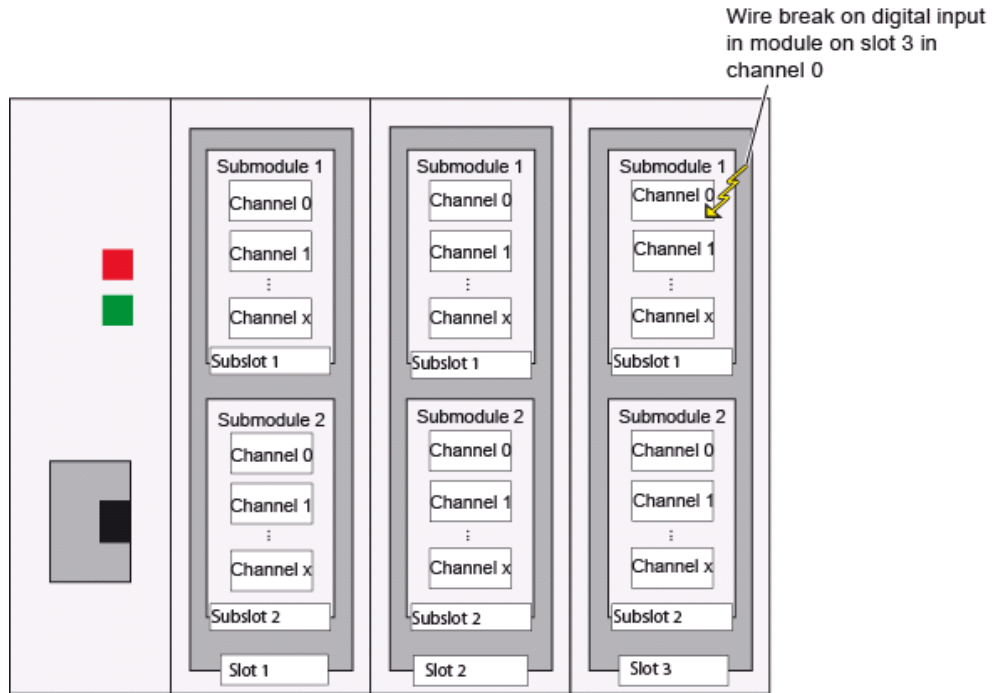 Wire break on digital input
in module on slot 3 in
channel 0
Submodule 1
Channel 0
Channel 1
Channel x
Subslot 1
Submodule 2
Channel 0
Channel 1
Channel x
Subslot 2
Slot 1
Submodule 1
Channel 0
Channel 1
Channel x
Subslot 1
Submodule 2
Channel 0
Channel 1
Channel x
Subslot 2
Slot 2
Submodule 1
Channel 0
Channel 1
Channel x
Subslot 1
Submodule 2
Channel 0
Channel 1
Channel x
Subslot 2
Slot 3